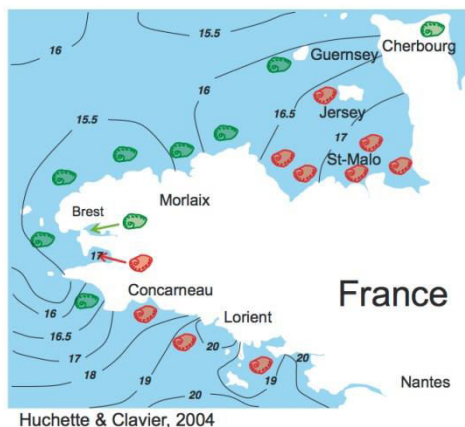 16
15.5
Guernsey
Cherbourg
16
16.5
Jersey
15.5
17
St-Malo
Morlaix
Brest
17
Concarneau
France
16
Lorient
16.5
20
17
18
20
19
19
Nantes
20
Huchette & Clavier, 2004